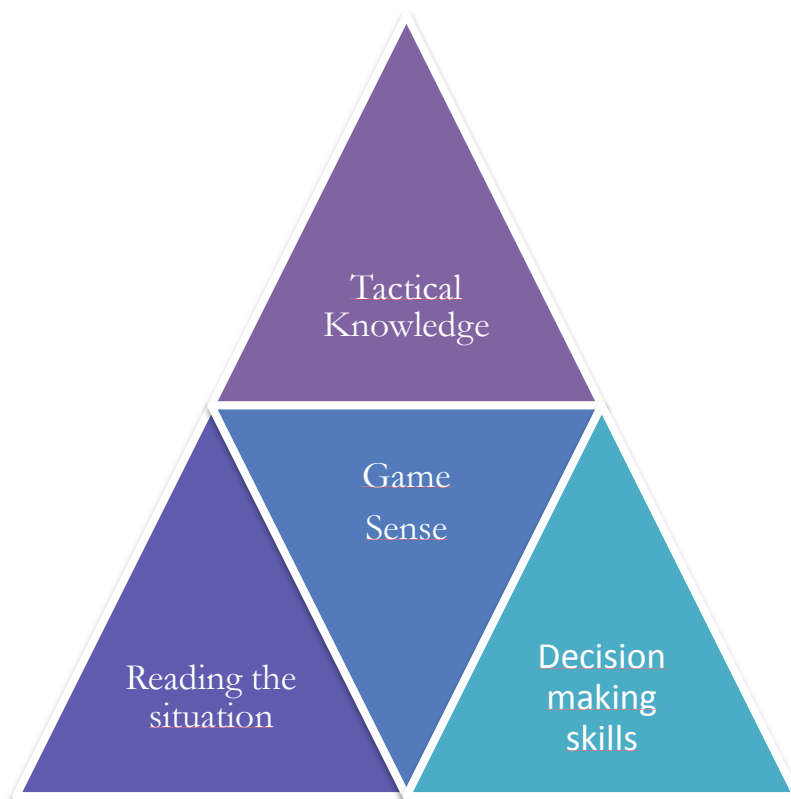 Tactical
Knowledge
Game
Sense
Reading the
situation
Decision
making
skills